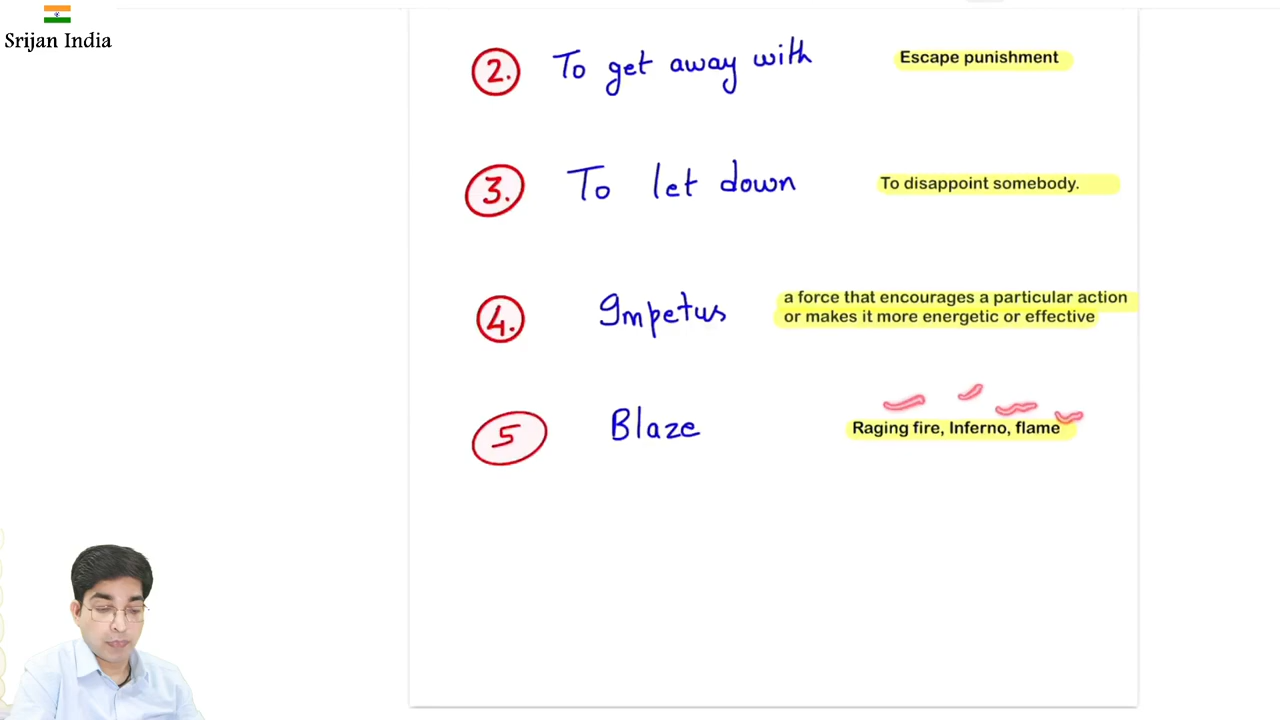 Srijan India
2. To get away with Escape punishment
3. To let down To disappoint somebody.
4. Impetus a force that encourages a particular action
or makes it more energetic or effective
5 Blaze Raging fire, Inferno, flame